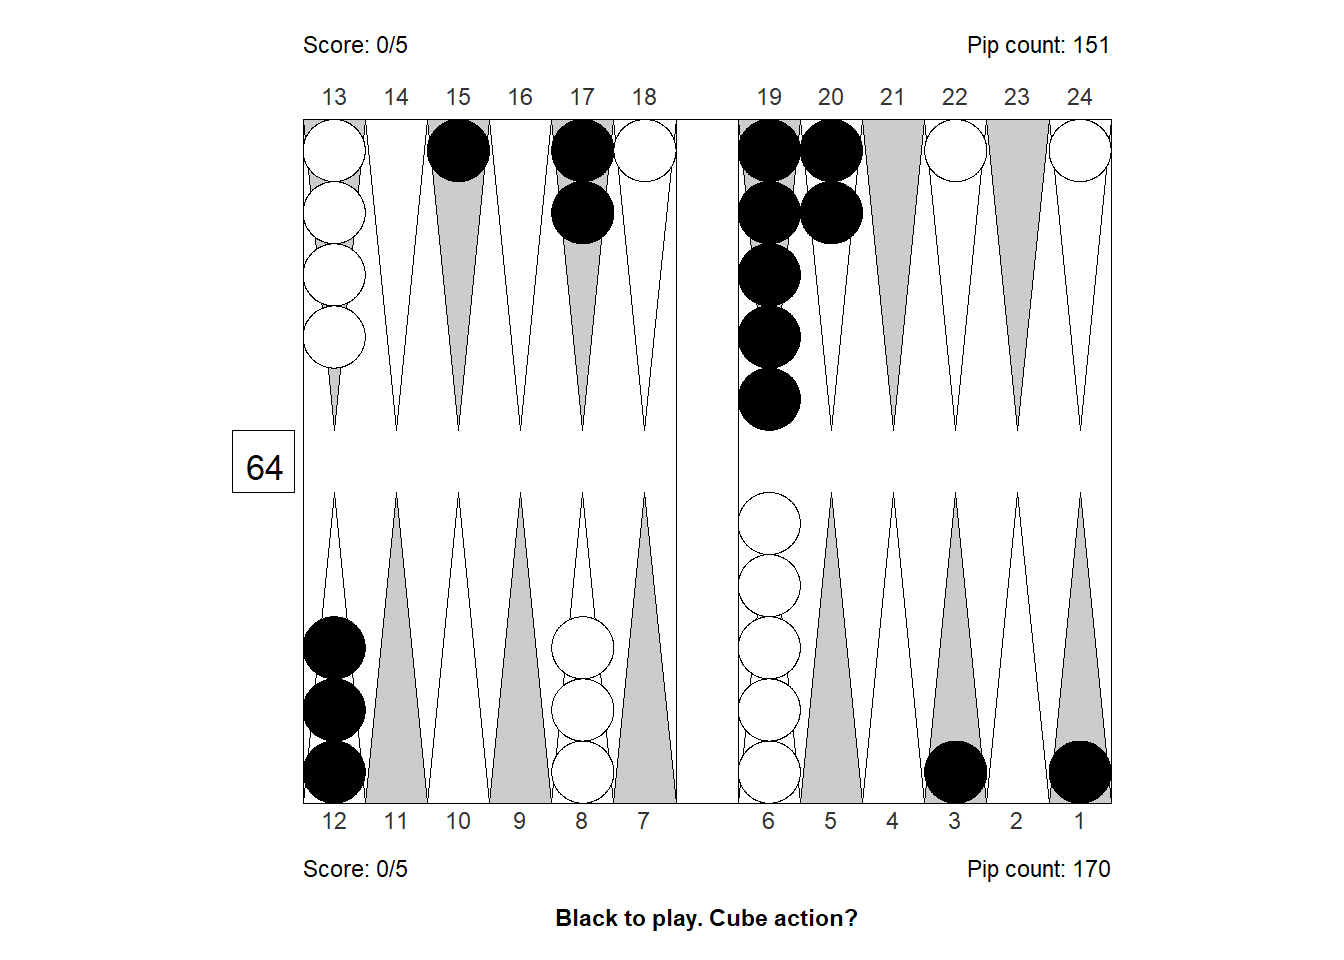 Score: 0/5 Pip count: 151
13 14 15 16 17 18 19 20 21 22 23 24
64
12 11 10 9 8 7 6 5 4 3 2 1
Score: 0/5 Pip count: 170
Black to play. Cube action?